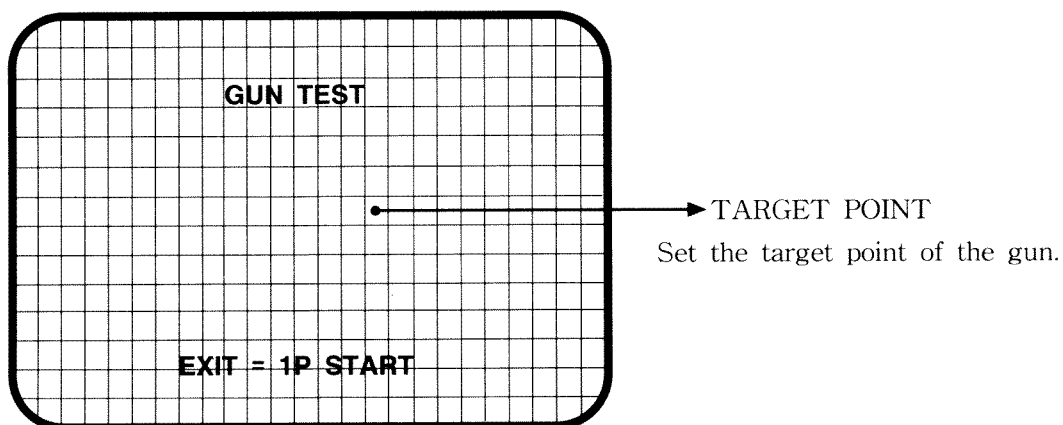 GUN TEST
TARGET POINT
Set the target point of the gun.
EXIT = 1P START